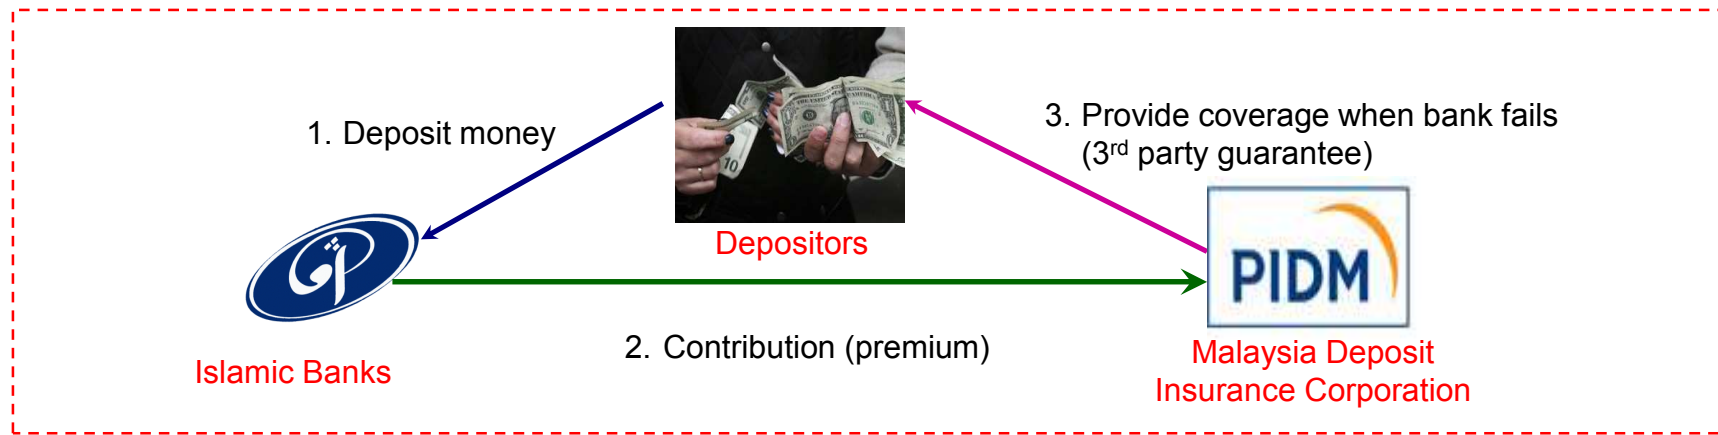 1. Deposit money
3. Provide coverage when bank fails
(3rd party guarantee)
10
Depositors
PIDM
2. Contribution (premium)
Islamic Banks
Malaysia Deposit
Insurance Corporation